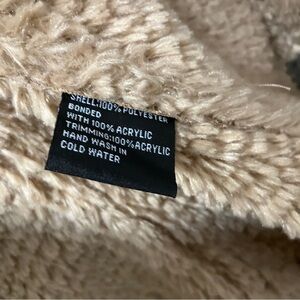 SHELL:100% POLYESTER
BONDED
WITH 100% ACRYLIC
TRIMMING:100%ACRYLIC
HAND WASH IN
COLD WATER